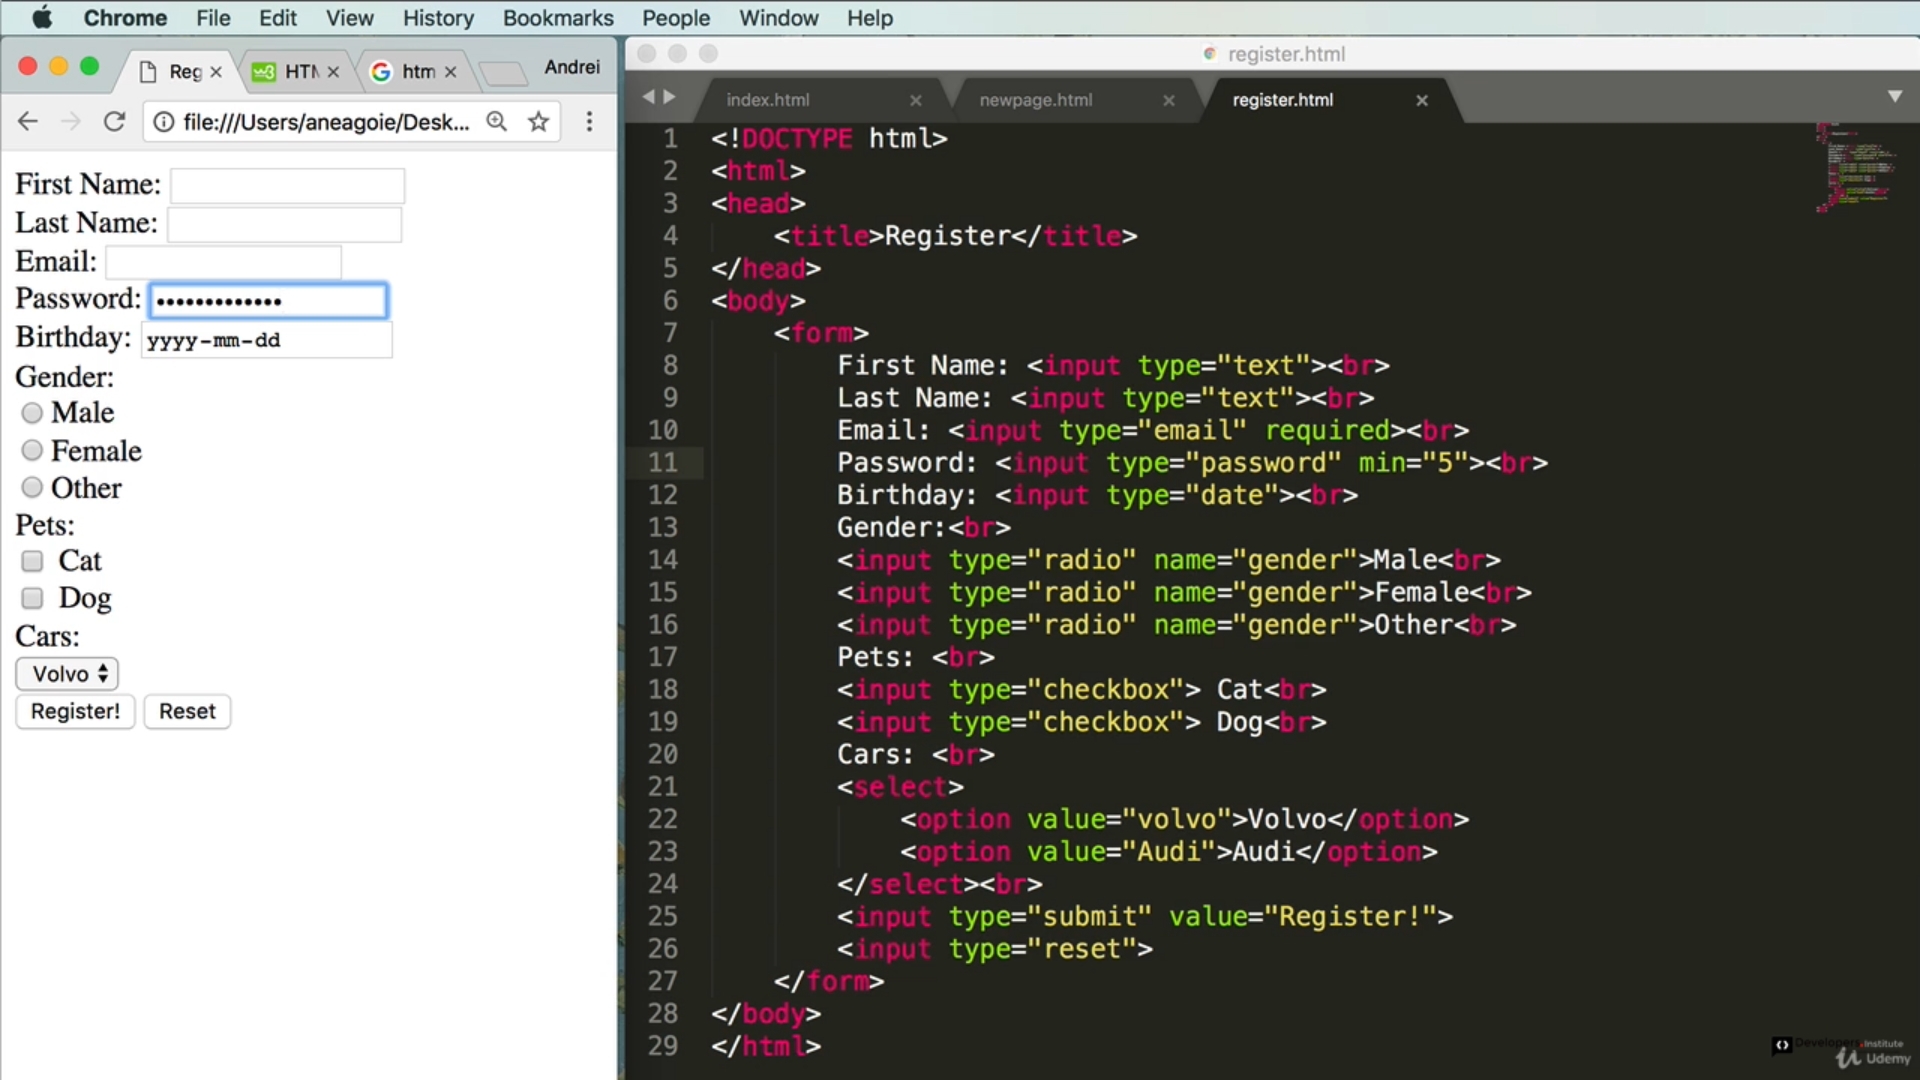 Chrome File Edit View History Bookmarks People Window Help
Reg HTM htm Andrei
file:///Users/aneagoie/Desk...
First Name:
Last Name:
Email:
Password: •••••••••••••
Birthday: yyyy-mm-dd
Gender:
Male
Female
Other
Pets:
Cat
Dog
Cars:
Volvo
Register! Reset
register.html
index.html newpage.html register.html
1 <!DOCTYPE html>
2 <html>
3 <head>
4 <title>Register</title>
5 </head>
6 <body>
7 <form>
8 First Name: <input type="text"><br>
9 Last Name: <input type="text"><br>
10 Email: <input type="email" required><br>
11 Password: <input type="password" min="5"><br>
12 Birthday: <input type="date"><br>
13 Gender:<br>
14 <input type="radio" name="gender">Male<br>
15 <input type="radio" name="gender">Female<br>
16 <input type="radio" name="gender">Other<br>
17 Pets: <br>
18 <input type="checkbox"> Cat<br>
19 <input type="checkbox"> Dog<br>
20 Cars: <br>
21 <select>
22 <option value="volvo">Volvo</option>
23 <option value="Audi">Audi</option>
24 </select><br>
25 <input type="submit" value="Register!">
26 <input type="reset">
27 </form>
28 </body>
29 </html>
Developers.Institute
Udemy